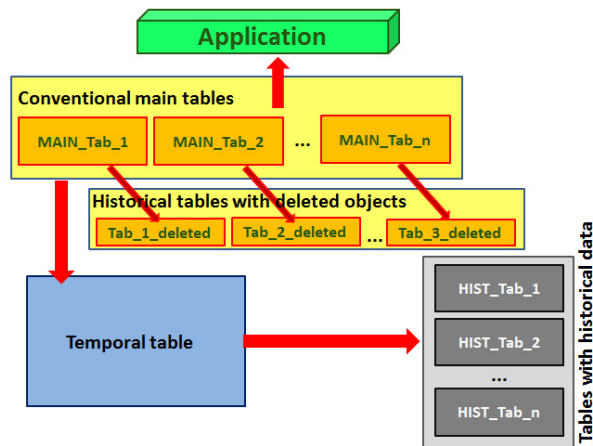 Application
Conventional main tables
MAIN_Tab_1
MAIN_Tab_2
...
MAIN_Tab_n
Historical tables with deleted objects
Tab_1_deleted
Tab_2_deleted
...
Tab_3_deleted
Temporal table
HIST_Tab_1
HIST_Tab_2
...
HIST_Tab_n
Tables with historical data